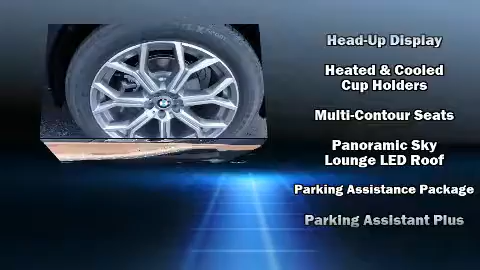 Head-Up Display
Heated & Cooled
Cup Holders
Multi-Contour Seats
Panoramic Sky
Lounge LED Roof
Parking Assistance Package
Parking Assistant Plus